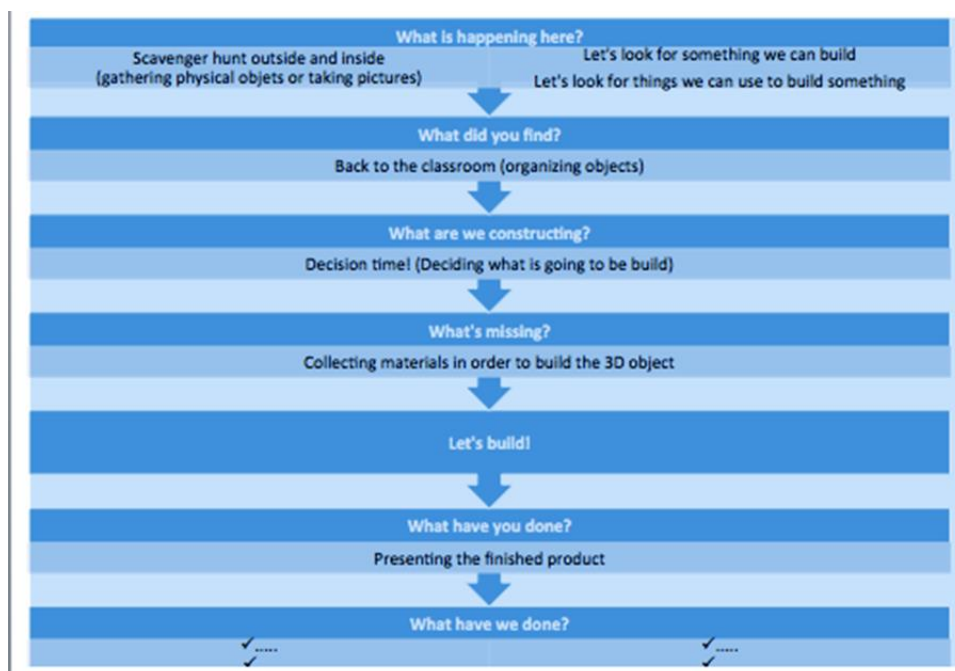 What is happening here?
Scavenger hunt outside and inside
(gathering physical objets or taking pictures)
Let's look for something we can build
Let's look for things we can use to build something
What did you find?
Back to the classroom (organizing objects)
What are we constructing?
Decision time! (Deciding what is going to be build)
What's missing?
Collecting materials in order to build the 3D object
Let's build!
What have you done?
Presenting the finished product
What have we done?
✓.....
✓
✓.....
✓